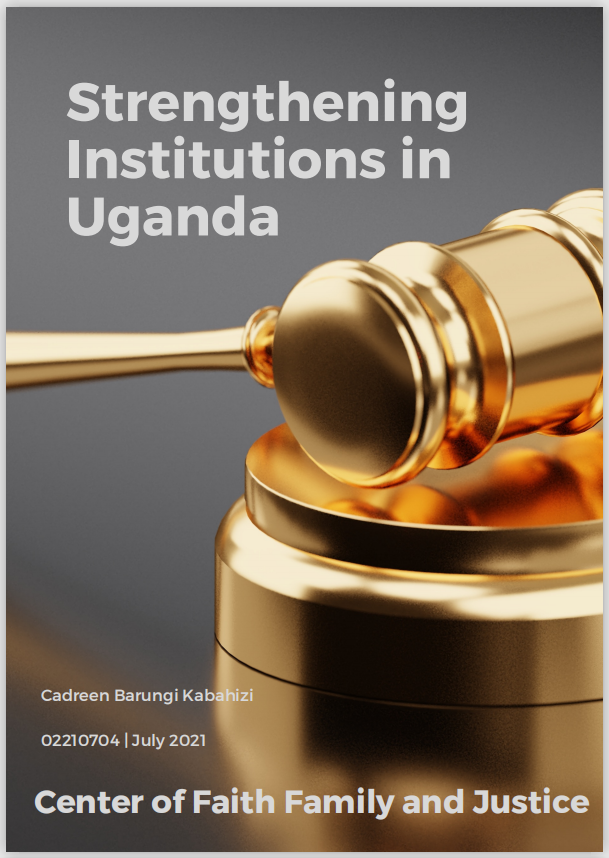 Strengthening
Institutions in
Uganda
Cadreen Barungi Kabahizi
02210704 | July 2021
Center of Faith Family and Justice